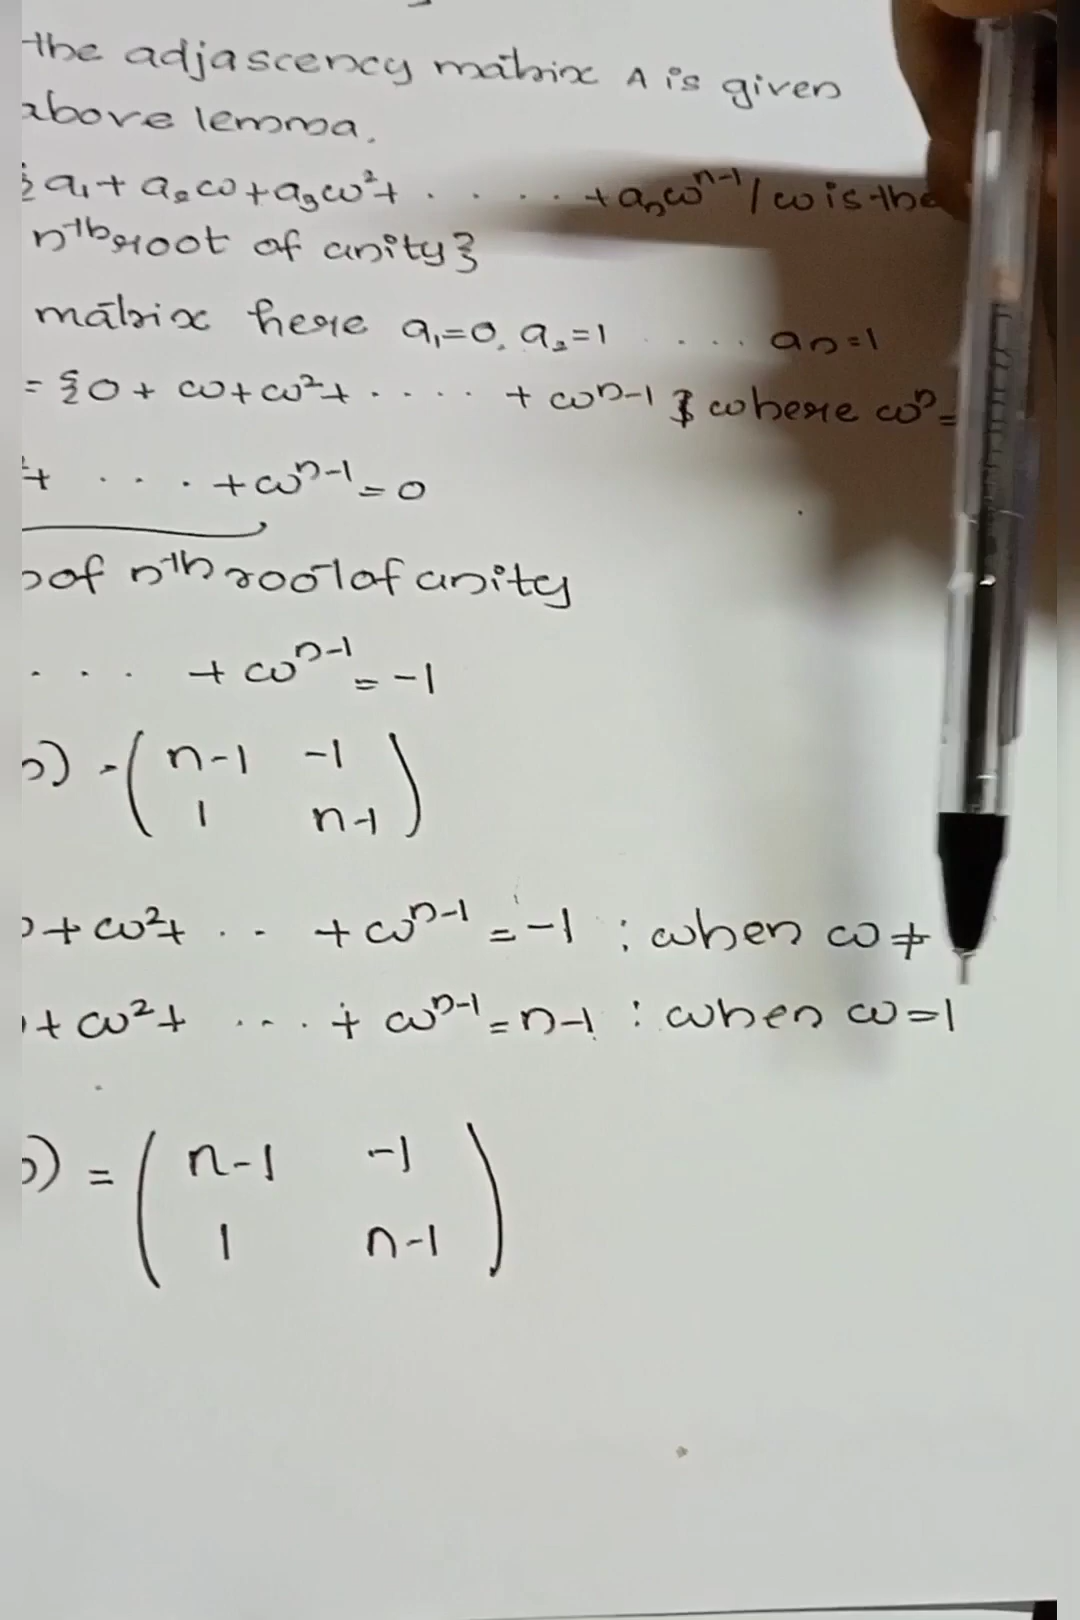 the adjascency matrix A is given
above lemma.
a₁ + a₂ω + a₃ω² + . . . . . + aₙωⁿ⁻¹ / ω is the
nᵗʰ root of unity}
matrix here a₁=0, a₂=1 . . . . aₙ=1
= {0 + ω + ω² + . . . . + ωⁿ⁻¹} where ωⁿ =
+ . . . . + ωⁿ⁻¹ = 0
of nᵗʰ root of unity
. . . + ωⁿ⁻¹ = -1
) = ( n-1 -1
1 n-1 )
+ ω² + . . + ωⁿ⁻¹ = -1 : when ω ≠
+ ω² + . . . + ωⁿ⁻¹ = n-1 : when ω = 1
) = ( n-1 -1
1 n-1 )